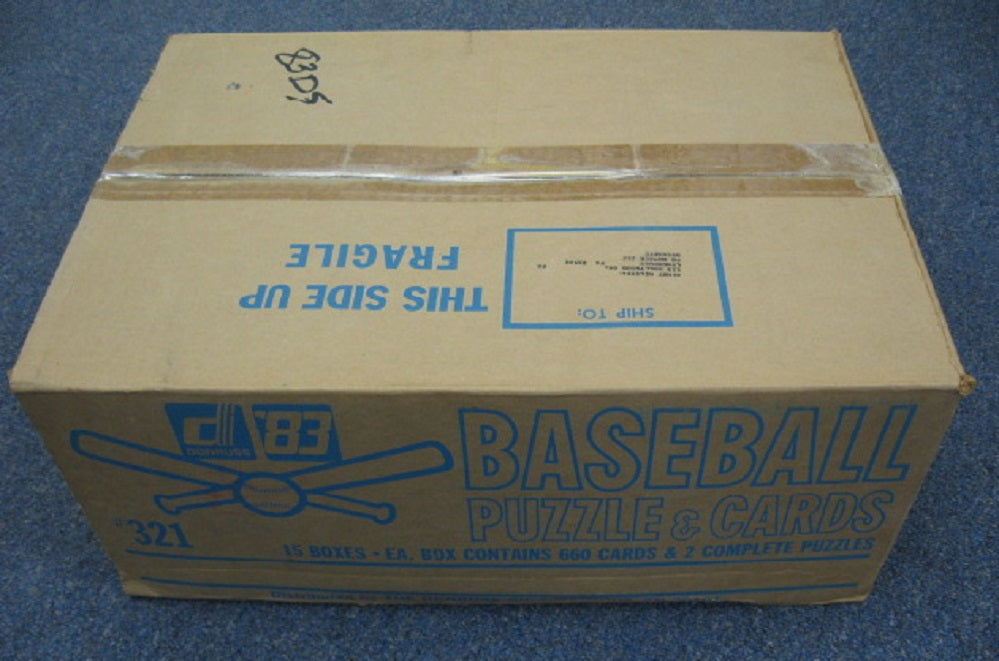 83DS
THIS SIDE UP
FRAGILE
SHIP TO:
DONRUSS '83
BASEBALL
PUZZLE & CARDS
#321
15 BOXES • EA. BOX CONTAINS 660 CARDS & 2 COMPLETE PUZZLES